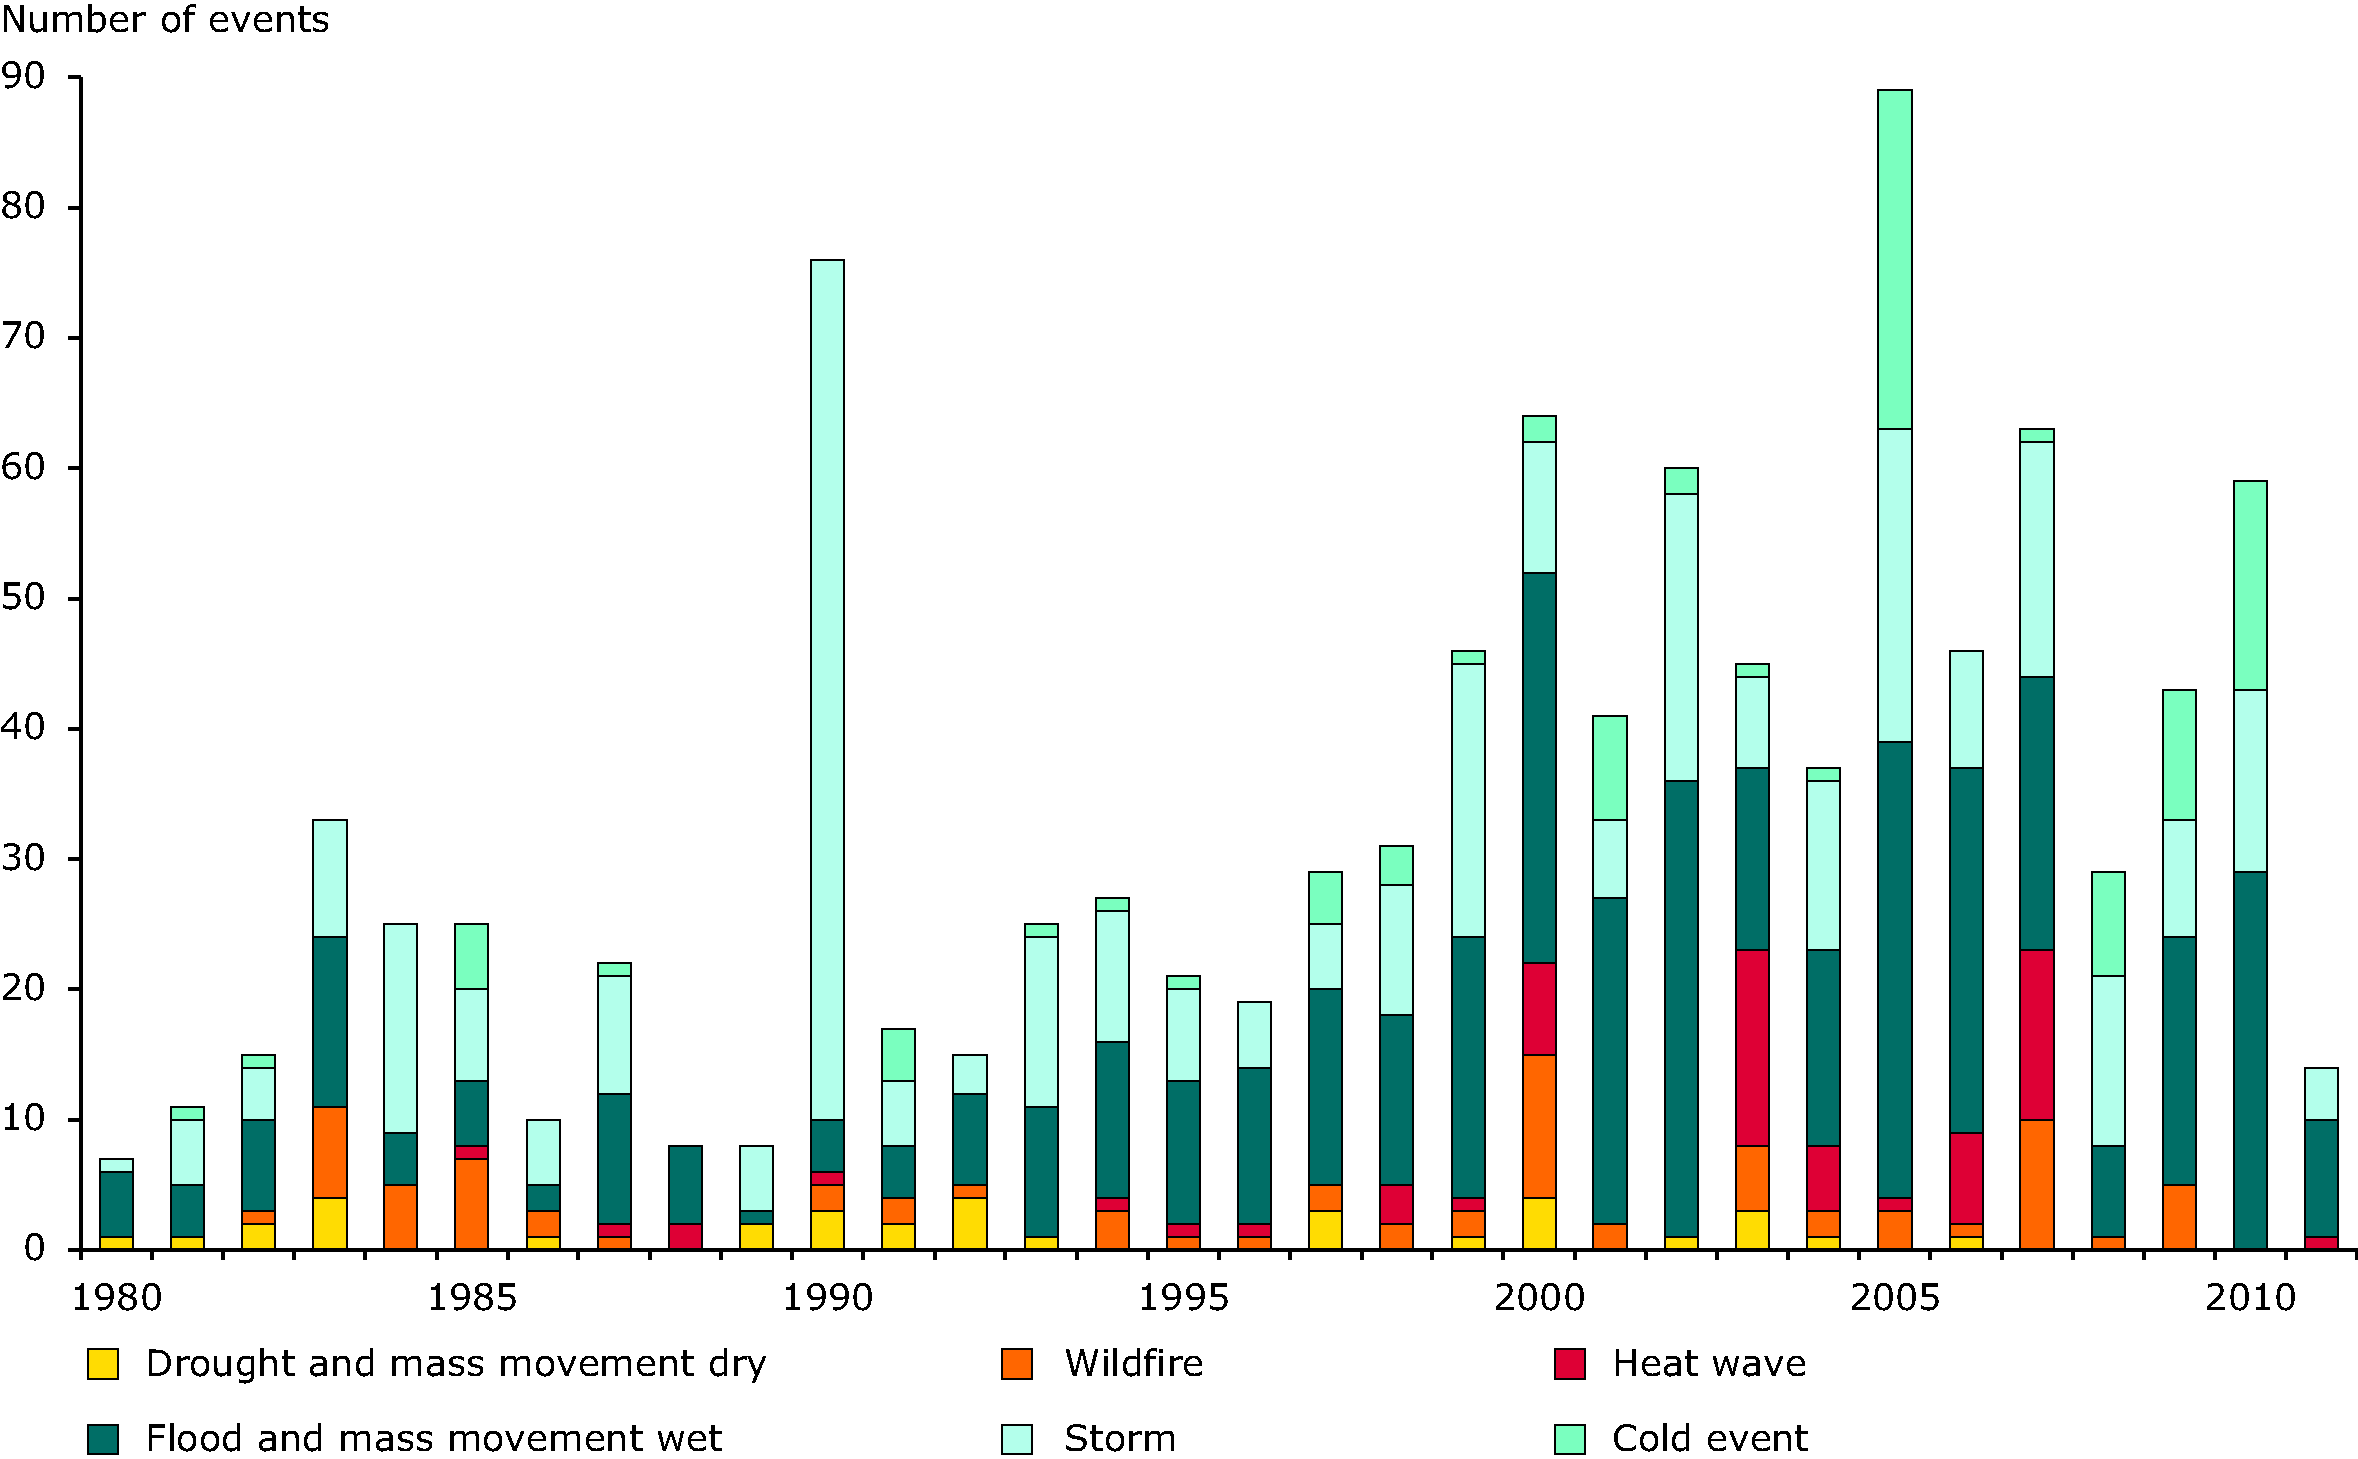 Number of events
90
80
70
60
50
40
30
20
10
0
1980 1985 1990 1995 2000 2005 2010
Drought and mass movement dry Wildfire Heat wave
Flood and mass movement wet Storm Cold event